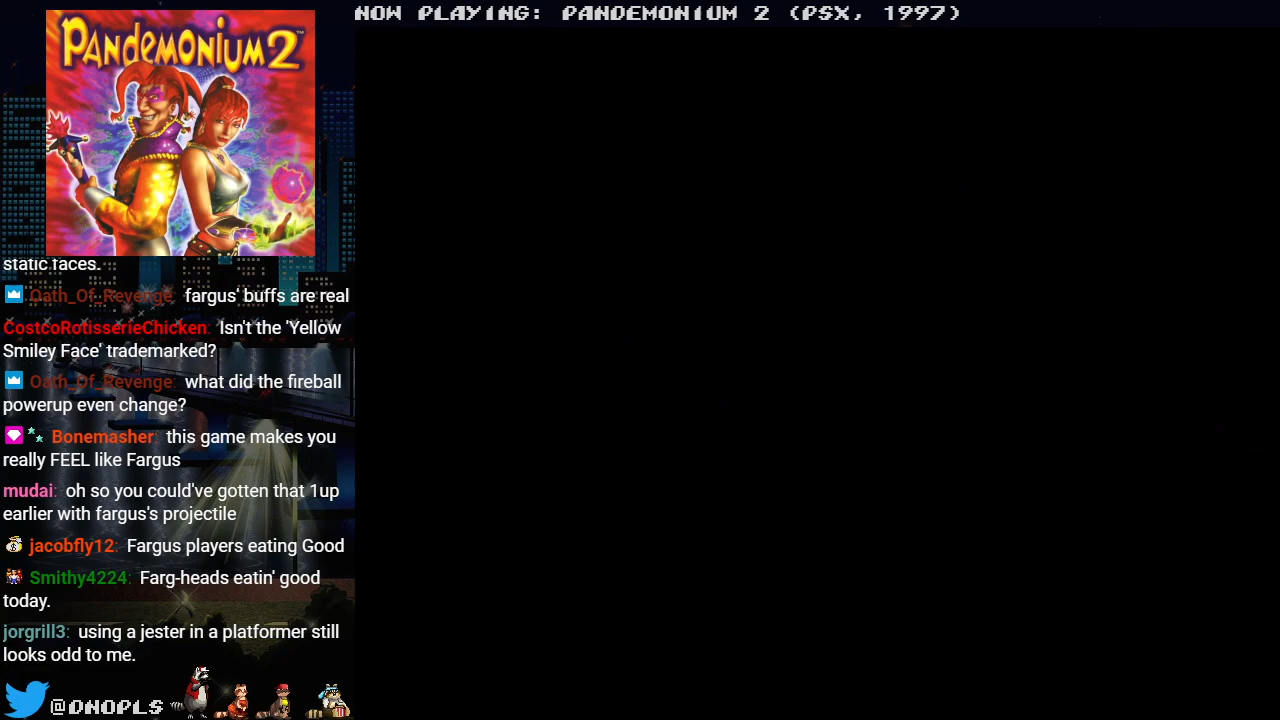 NOW PLAYING: PANDEMONIUM 2 (PSX, 1997)
PANDEMONIUM 2™
static faces.
Oath_Of_Revenge: fargus' buffs are real
CostcoRotisserieChicken: Isn't the 'Yellow
Smiley Face' trademarked?
Oath_Of_Revenge: what did the fireball
powerup even change?
Bonemasher: this game makes you
really FEEL like Fargus
mudai: oh so you could've gotten that 1up
earlier with fargus's projectile
jacobfly12: Fargus players eating Good
Smithy4224: Farg-heads eatin' good
today.
jorgrill3: using a jester in a platformer still
looks odd to me.
@OHOPLS